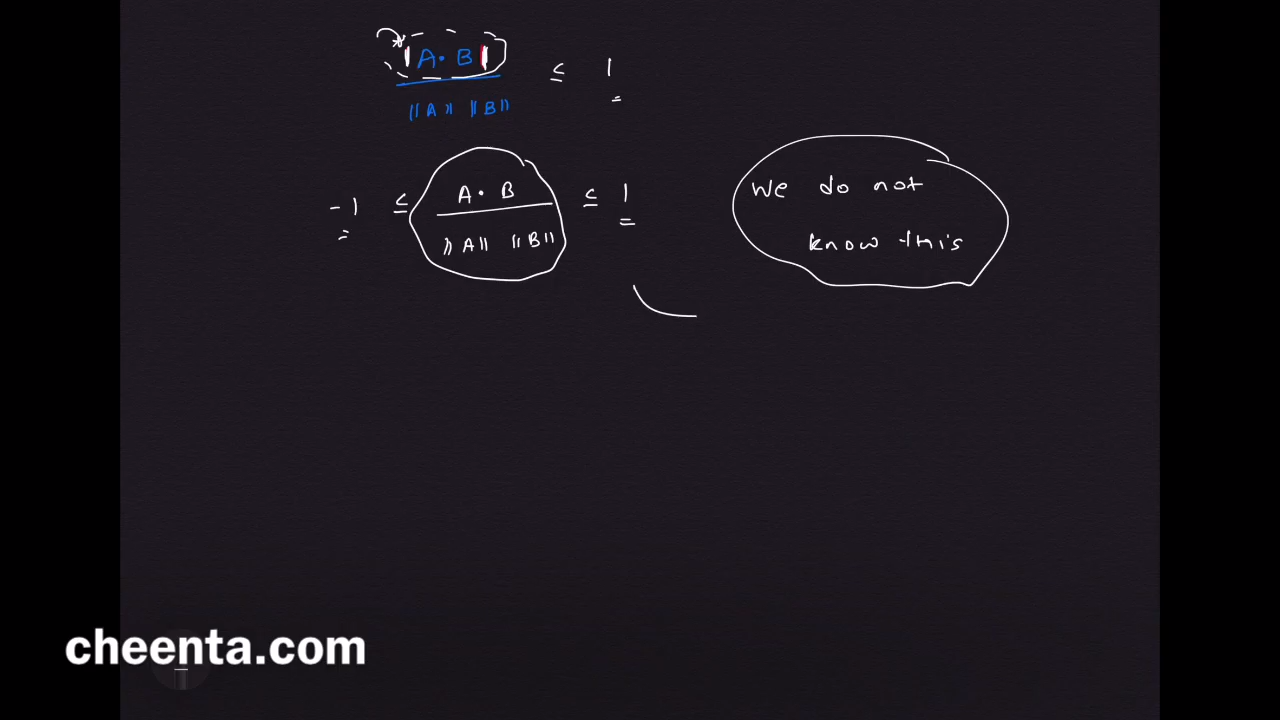 |A · B| ≤ 1
||A|| ||B||
-1 ≤ A · B ≤ 1
||A|| ||B||
We do not
know this
cheenta.com